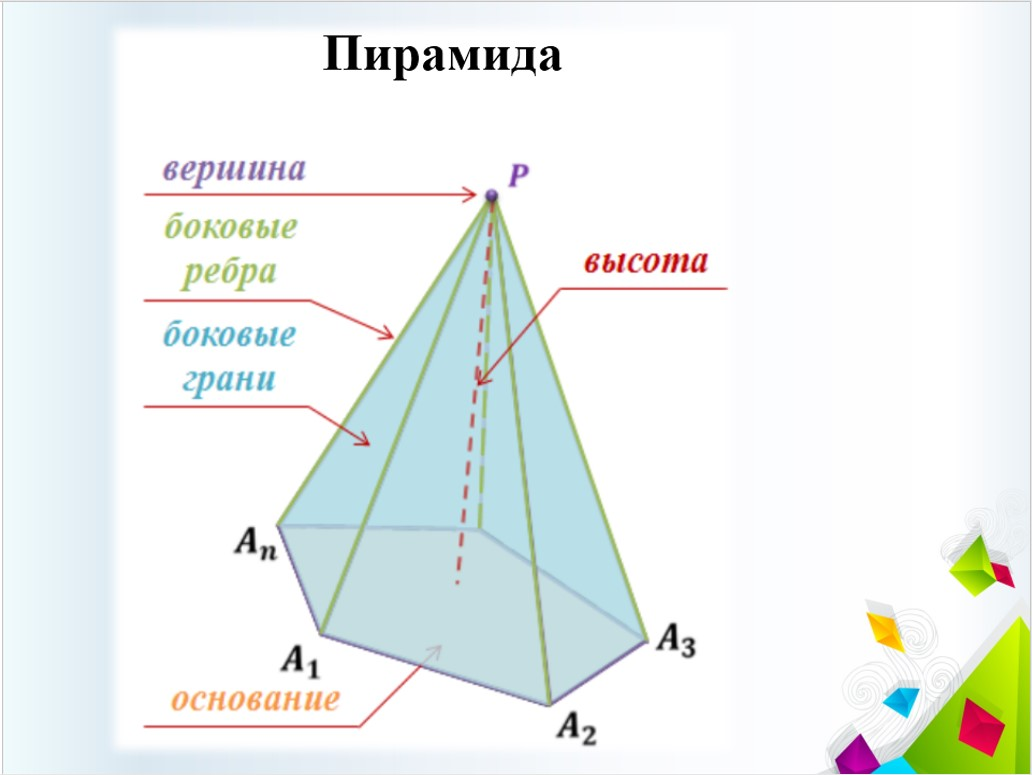 Пирамида
вершина
P
боковые
ребра
высота
боковые
грани
Aₙ
A₁
A₃
основание
A₂